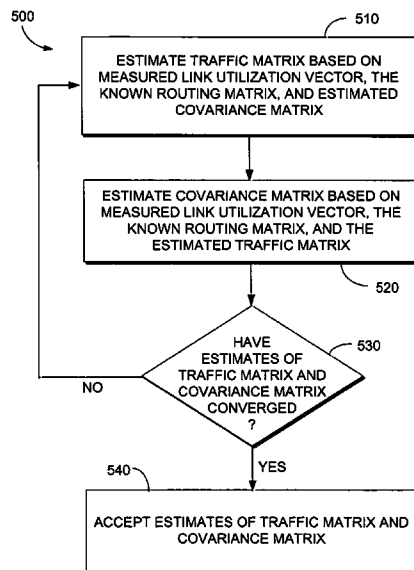 500
510
ESTIMATE TRAFFIC MATRIX BASED ON
MEASURED LINK UTILIZATION VECTOR, THE
KNOWN ROUTING MATRIX, AND ESTIMATED
COVARIANCE MATRIX
ESTIMATE COVARIANCE MATRIX BASED ON
MEASURED LINK UTILIZATION VECTOR, THE
KNOWN ROUTING MATRIX, AND THE
ESTIMATED TRAFFIC MATRIX
520
530
HAVE
ESTIMATES OF
TRAFFIC MATRIX AND
COVARIANCE MATRIX
CONVERGED
?
NO
YES
540
ACCEPT ESTIMATES OF TRAFFIC MATRIX AND
COVARIANCE MATRIX